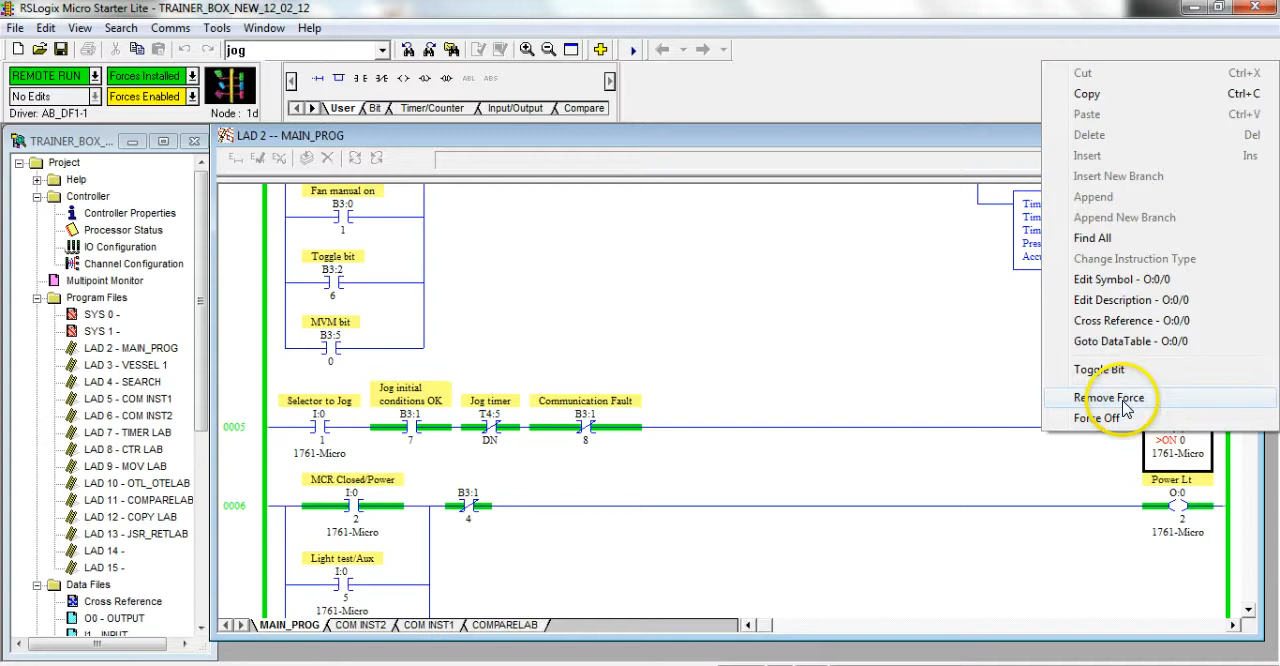 RSLogix Micro Starter Lite - TRAINER_BOX_NEW_12_02_12
File Edit View Search Comms Tools Window Help
jog
REMOTE RUN Forces Installed
No Edits Forces Enabled
Driver: AB_DF1-1 Node : 1d
ABL ABS
User Bit Timer/Counter Input/Output Compare
TRAINER_BOX_...
Project
Help
Controller
Controller Properties
Processor Status
IO Configuration
Channel Configuration
Multipoint Monitor
Program Files
SYS 0 -
SYS 1 -
LAD 2 - MAIN_PROG
LAD 3 - VESSEL 1
LAD 4 - SEARCH
LAD 5 - COM INST1
LAD 6 - COM INST2
LAD 7 - TIMER LAB
LAD 8 - CTR LAB
LAD 9 - MOV LAB
LAD 10 - OTL_OTELAB
LAD 11 - COMPARELAB
LAD 12 - COPY LAB
LAD 13 - JSR_RETLAB
LAD 14 -
LAD 15 -
Data Files
Cross Reference
O0 - OUTPUT
I1 - INPUT
LAD 2 -- MAIN_PROG
Fan manual on
B3:0
1
Toggle bit
B3:2
6
MVM bit
B3:5
0
Tim
Tim
Tim
Pres
Accu
0005
Selector to Jog
I:0
1
1761-Micro
Jog initial
conditions OK
B3:1
7
Jog timer
T4:5
DN
Communication Fault
B3:1
8
>ON 0
1761-Micro
0006
MCR Closed/Power
I:0
2
1761-Micro
B3:1
4
Power Lt
O:0
2
1761-Micro
Light test/Aux
I:0
5
1761-Micro
MAIN_PROG COM INST2 COM INST1 COMPARELAB
Cut Ctrl+X
Copy Ctrl+C
Paste Ctrl+V
Delete Del
Insert Ins
Insert New Branch
Append
Append New Branch
Find All
Change Instruction Type
Edit Symbol - O:0/0
Edit Description - O:0/0
Cross Reference - O:0/0
Goto DataTable - O:0/0
Toggle Bit
Remove Force
Force Off